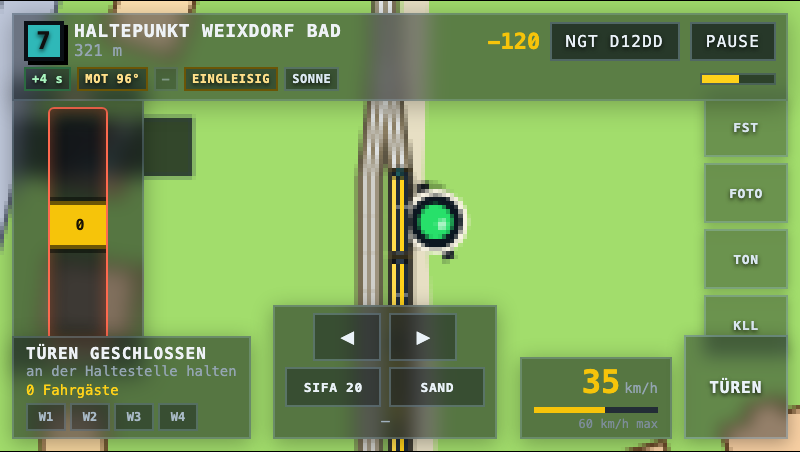 7 HALTEPUNKT WEIXDORF BAD
321 m
-120 NGT D12DD PAUSE
+4 s MOT 96° – EINGLEISIG SONNE
FST
FOTO
TON
KLL
0
◀ ▶
SIFA 20 SAND
–
TÜREN GESCHLOSSEN
an der Haltestelle halten
0 Fahrgäste
W1 W2 W3 W4
35 km/h
60 km/h max
TÜREN